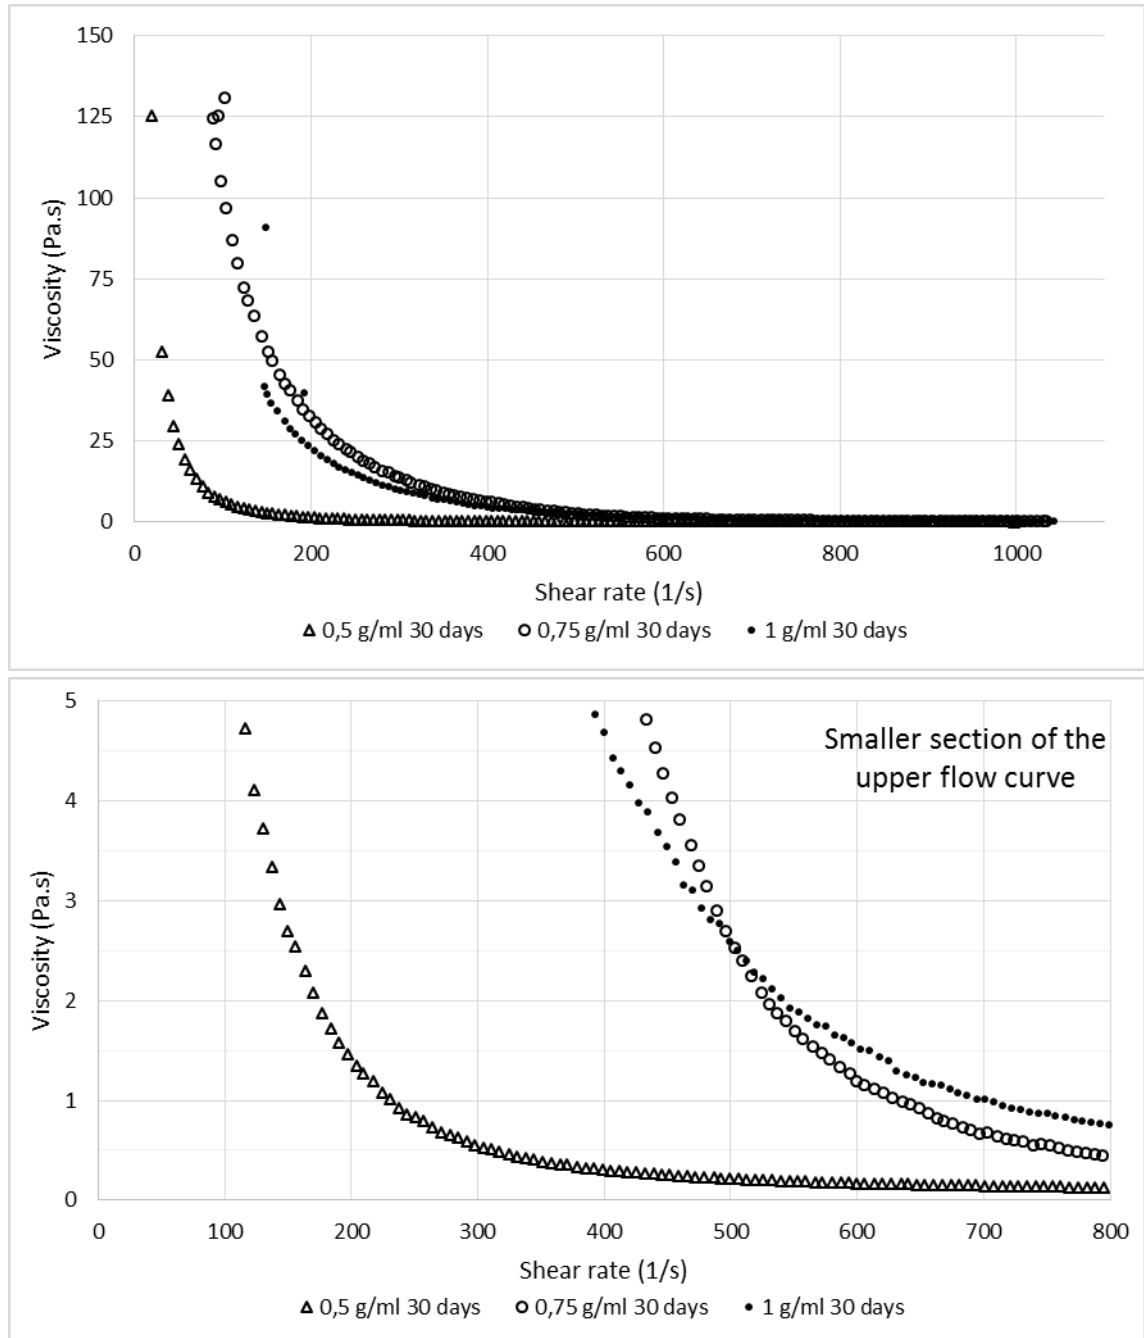 150
125
100
75
50
25
0
Viscosity (Pa.s)
0 200 400 600 800 1000
Shear rate (1/s)
0,5 g/ml 30 days 0,75 g/ml 30 days 1 g/ml 30 days
5
4
3
2
1
0
Viscosity (Pa.s)
Smaller section of the
upper flow curve
0 100 200 300 400 500 600 700 800
Shear rate (1/s)
0,5 g/ml 30 days 0,75 g/ml 30 days 1 g/ml 30 days